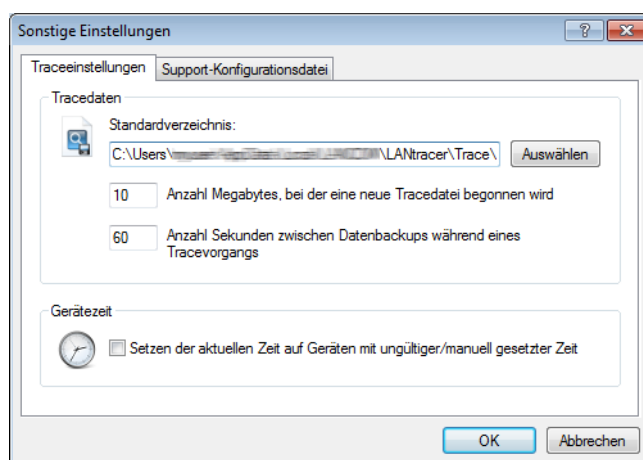 Sonstige Einstellungen
Traceeinstellungen
Support-Konfigurationsdatei
Tracedaten
Standardverzeichnis:
C:\Users\ \LANtracer\Trace\
Auswählen
10 Anzahl Megabytes, bei der eine neue Tracedatei begonnen wird
60 Anzahl Sekunden zwischen Datenbackups während eines
Tracevorgangs
Gerätezeit
Setzen der aktuellen Zeit auf Geräten mit ungültiger/manuell gesetzter Zeit
OK
Abbrechen